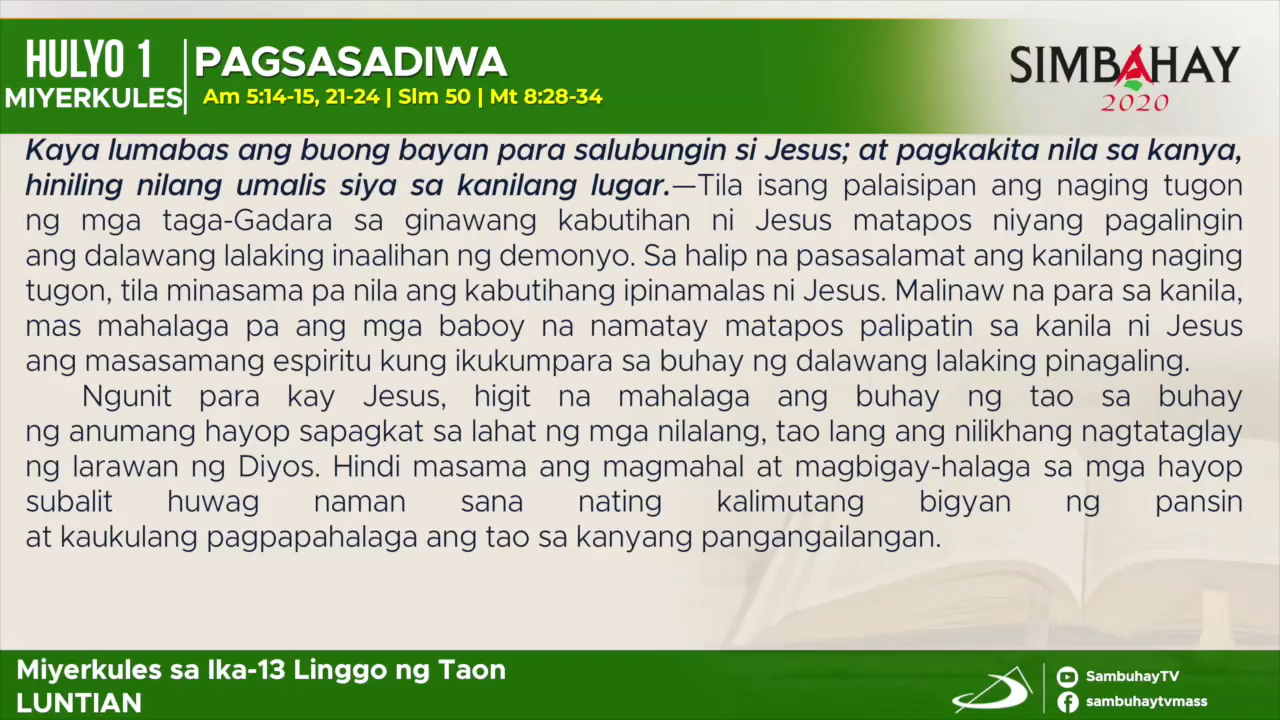 HULYO 1
MIYERKULES
PAGSASADIWA
Am 5:14-15, 21-24 | Slm 50 | Mt 8:28-34
SIMBAHAY
2020
Kaya lumabas ang buong bayan para salubungin si Jesus; at pagkakita nila sa kanya,
hiniling nilang umalis siya sa kanilang lugar.—Tila isang palaisipan ang naging tugon
ng mga taga-Gadara sa ginawang kabutihan ni Jesus matapos niyang pagalingin
ang dalawang lalaking inaalihan ng demonyo. Sa halip na pasasalamat ang kanilang naging
tugon, tila minasama pa nila ang kabutihang ipinamalas ni Jesus. Malinaw na para sa kanila,
mas mahalaga pa ang mga baboy na namatay matapos palipatin sa kanila ni Jesus
ang masasamang espiritu kung ikukumpara sa buhay ng dalawang lalaking pinagaling.
Ngunit para kay Jesus, higit na mahalaga ang buhay ng tao sa buhay
ng anumang hayop sapagkat sa lahat ng mga nilalang, tao lang ang nilikhang nagtataglay
ng larawan ng Diyos. Hindi masama ang magmahal at magbigay-halaga sa mga hayop
subalit huwag naman sana nating kalimutang bigyan ng pansin
at kaukulang pagpapahalaga ang tao sa kanyang pangangailangan.
Miyerkules sa Ika-13 Linggo ng Taon
LUNTIAN
SambuhayTV
sambuhaytvmass